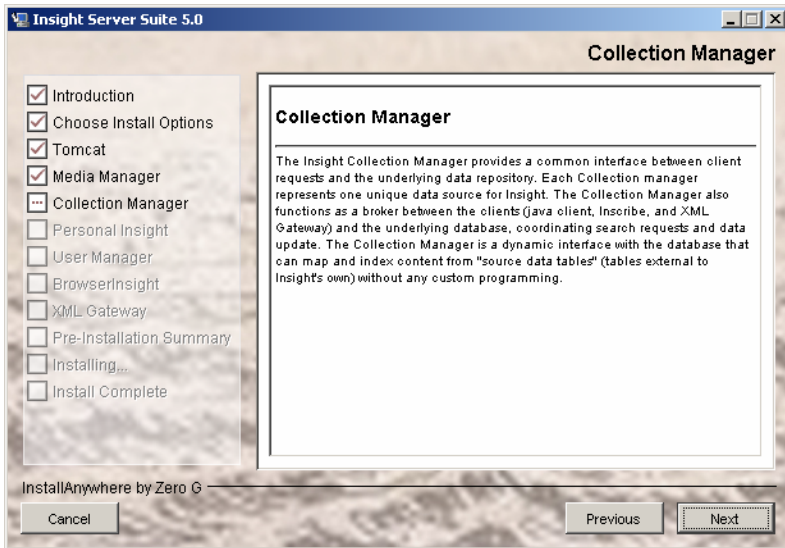 Insight Server Suite 5.0
Collection Manager
Introduction
Choose Install Options
Tomcat
Media Manager
Collection Manager
Personal Insight
User Manager
BrowserInsight
XML Gateway
Pre-Installation Summary
Installing...
Install Complete
Collection Manager
The Insight Collection Manager provides a common interface between client
requests and the underlying data repository. Each Collection manager
represents one unique data source for Insight. The Collection Manager also
functions as a broker between the clients (java client, Inscribe, and XML
Gateway) and the underlying database, coordinating search requests and data
update. The Collection Manager is a dynamic interface with the database that
can map and index content from "source data tables" (tables external to
Insight's own) without any custom programming.
InstallAnywhere by Zero G
Cancel
Previous
Next